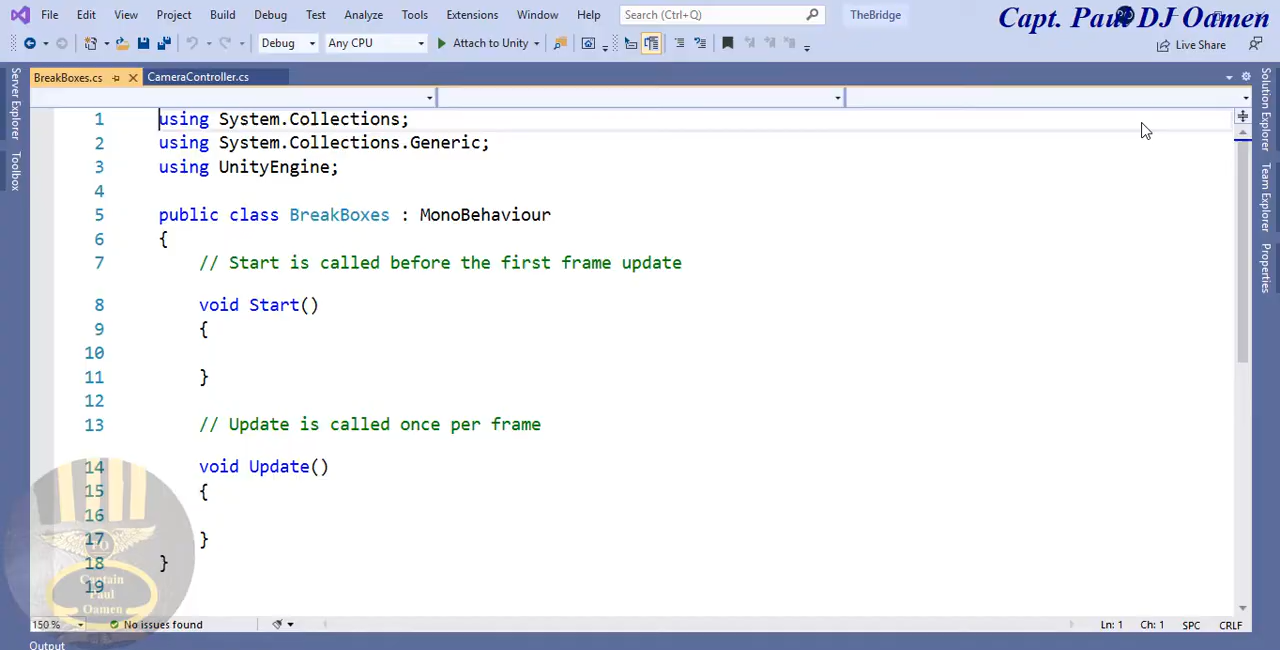 File Edit View Project Build Debug Test Analyze Tools Extensions Window Help Search (Ctrl+Q) TheBridge
Capt. Paul DJ Oamen
Debug Any CPU Attach to Unity Live Share
BreakBoxes.cs CameraController.cs
Server Explorer
Toolbox
Solution Explorer
Team Explorer
Properties
1 using System.Collections;
2 using System.Collections.Generic;
3 using UnityEngine;
4
5 public class BreakBoxes : MonoBehaviour
6 {
7 // Start is called before the first frame update
8 void Start()
9 {
10
11 }
12
13 // Update is called once per frame
14 void Update()
15 {
16
17 }
18 }
19
Captain
Paul
Oamen
150 % No issues found Ln: 1 Ch: 1 SPC CRLF
Output